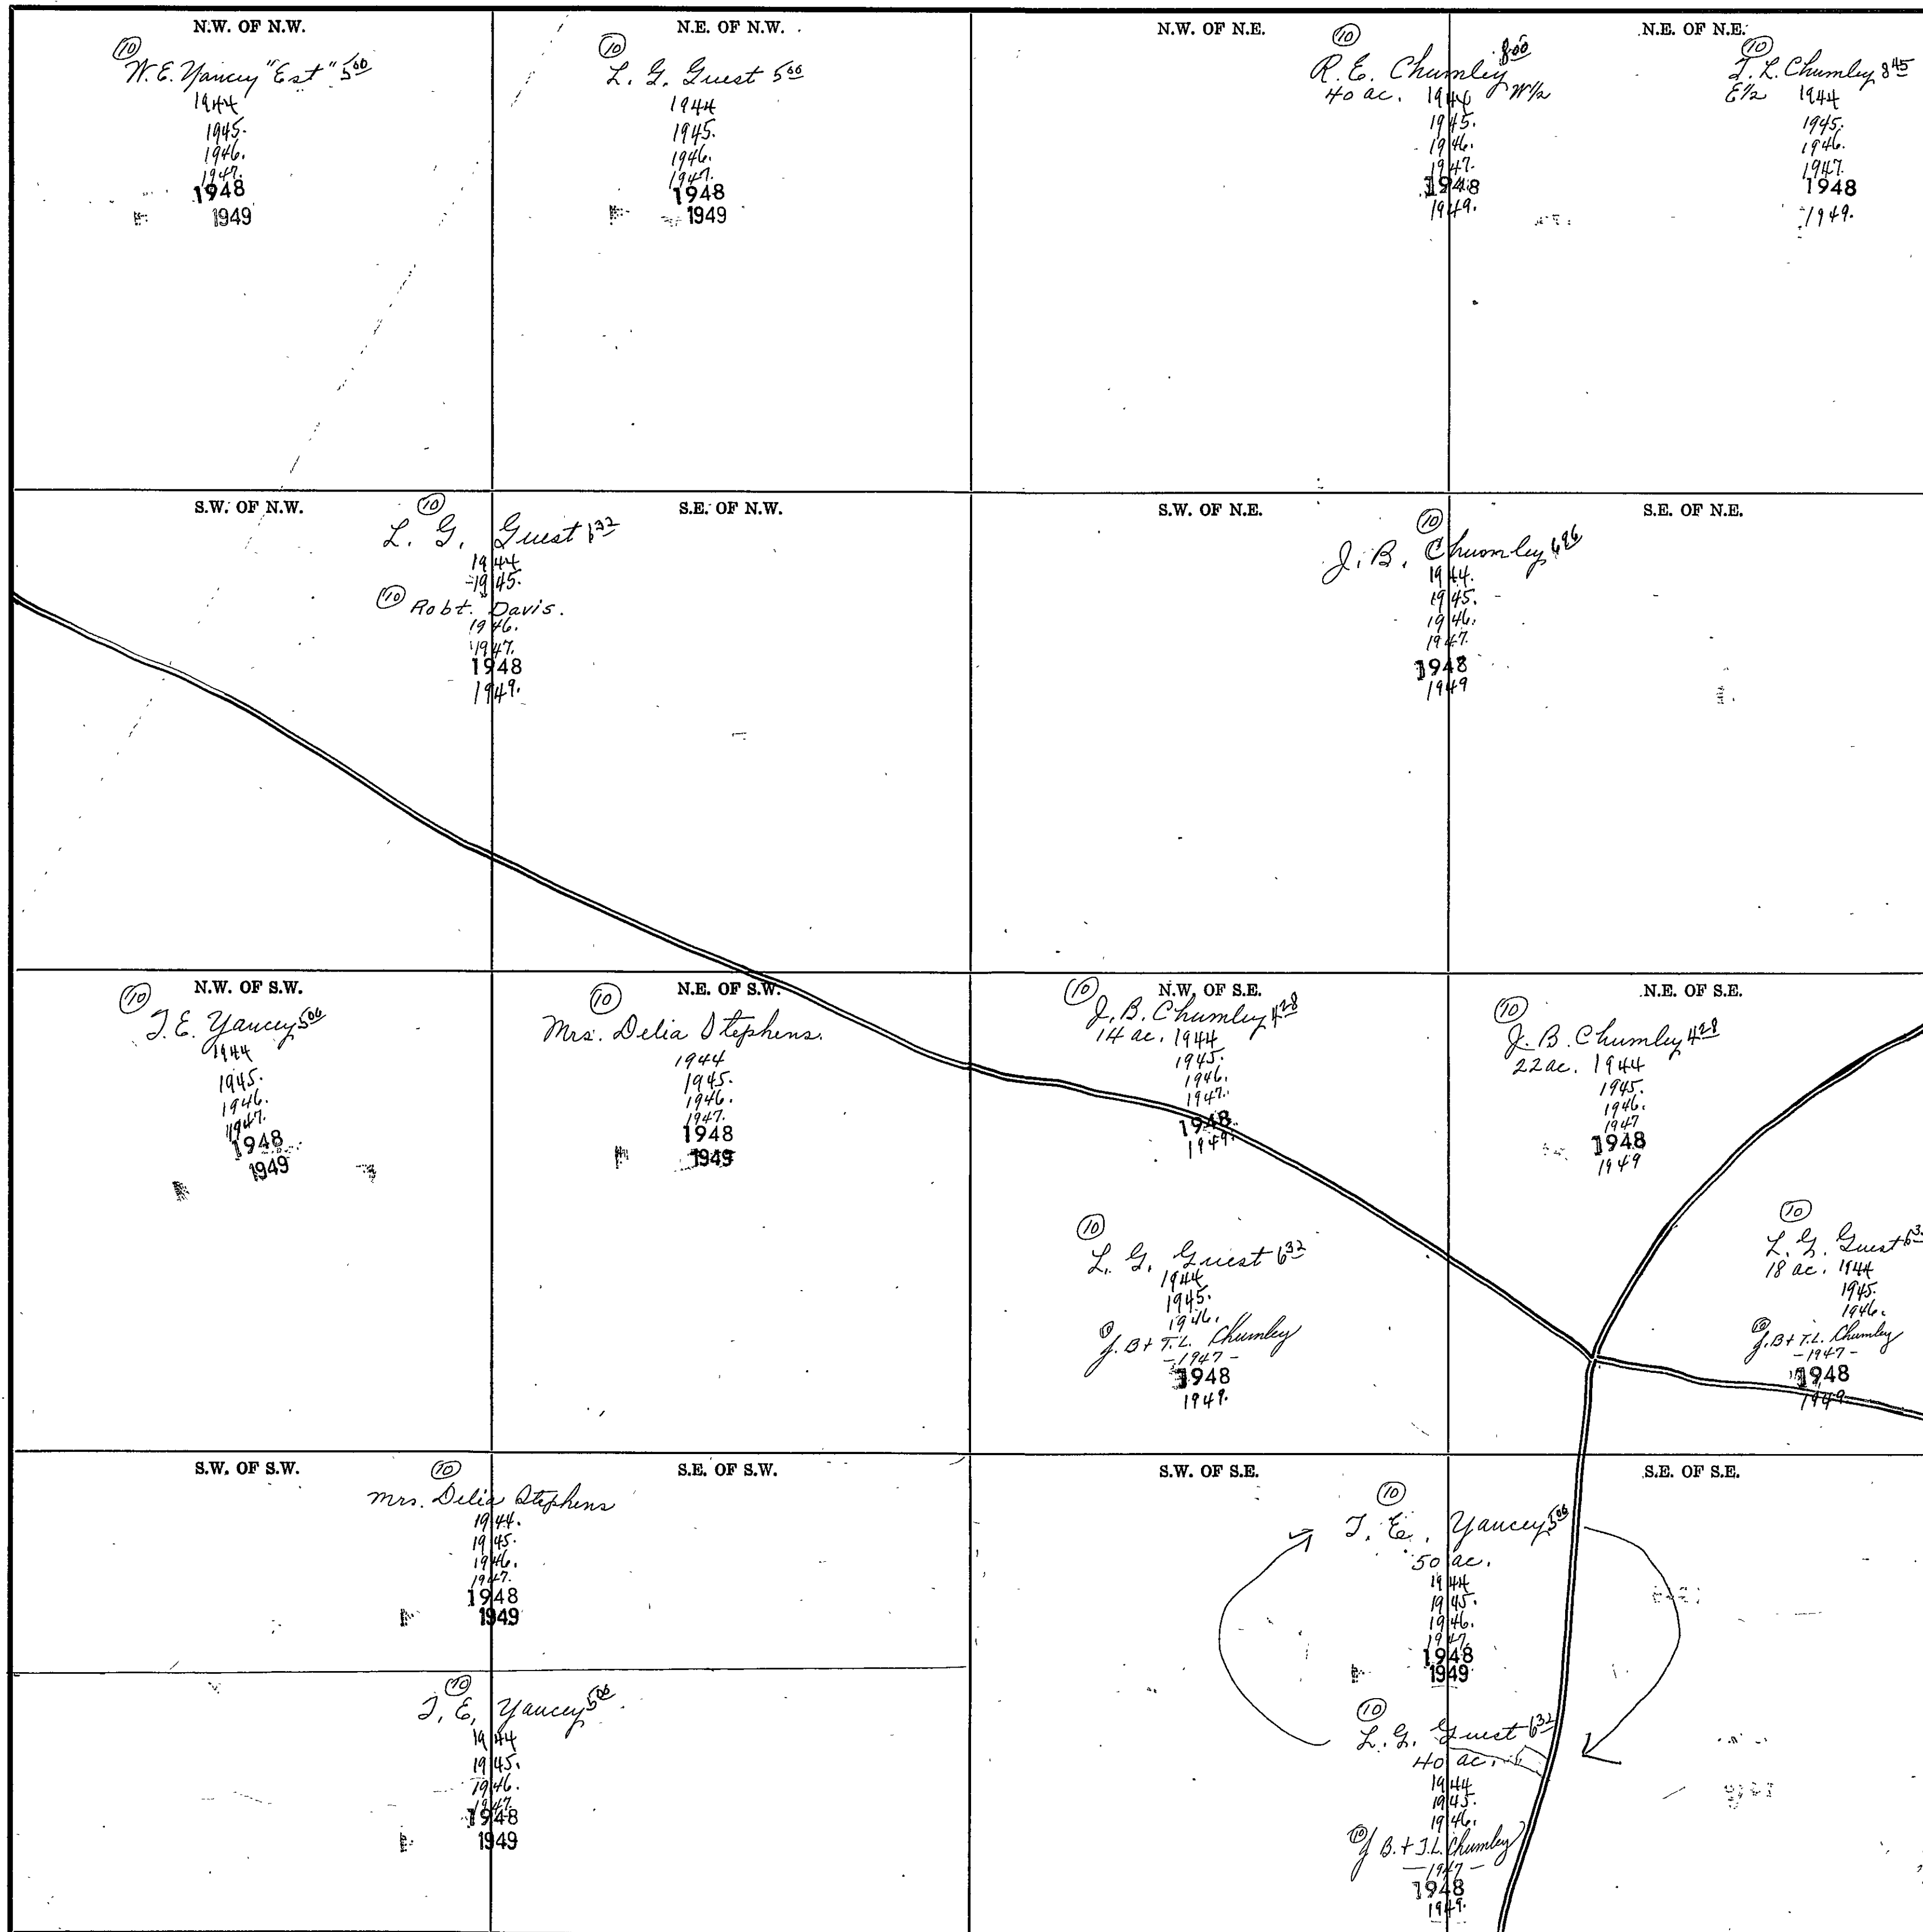 N.W. OF N.W.
(10)
W.E. Yancey "Est" 5 00
1944
1945.
1946.
1947.
1948
1949
N.E. OF N.W.
(10)
L. G. Guest 5 00
1944
1945.
1946.
1947.
1948
1949
N.W. OF N.E.
(10)
R. E. Chumley 8 00
40 ac. 1944 W1/2
1945.
1946.
1947.
1948
1949.
N.E. OF N.E.
(10)
T. L. Chumley 8 45
E1/2 1944
1945.
1946.
1947.
1948
1949.
S.W. OF N.W.
S.E. OF N.W.
(10)
L. G. Guest 6 32
1944
1945.
(10) Robt. Davis.
1946.
1947.
1948
1949.
S.W. OF N.E.
S.E. OF N.E.
(10)
J. B. Chumley 6 96
1944.
1945.
1946.
1947.
1948
1949
N.W. OF S.W.
(10)
T. E. Yancey 5 00
1944
1945.
1946.
1947.
1948
1949
N.E. OF S.W.
(10)
Mrs. Delia Stephens.
1944
1945.
1946.
1947.
1948
1949
N.W. OF S.E.
(10)
J. B. Chumley 4 28
14 ac. 1944
1945.
1946.
1947.
1948
1949.
(10)
L. G. Guest 6 32
1944
1945.
1946.
(10)
J. B + T. L. Chumley
-1947-
1948
1949.
N.E. OF S.E.
(10)
J. B. Chumley 4 28
22 ac. 1944
1945.
1946.
1947
1948
1949
(10)
L. G. Guest
18 ac. 1944
1945.
1946.
(10)
J. B + T. L. Chumley
-1947-
1948
1949
S.W. OF S.W.
S.E. OF S.W.
(10)
Mrs. Delia Stephens
1944.
1945.
1946.
1947.
1948
1949
(10)
T. E. Yancey 5 00
1944
1945.
1946.
1947
1948
1949
S.W. OF S.E.
S.E. OF S.E.
(10)
T. E. Yancey 5 00
50 ac.
1944
1945.
1946.
1947.
1948
1949
(10)
L. G. Guest 6 32
40 ac.
1944
1945.
1946.
(10)
J B. + T. L. Chumley
-1947-
1948
1949.